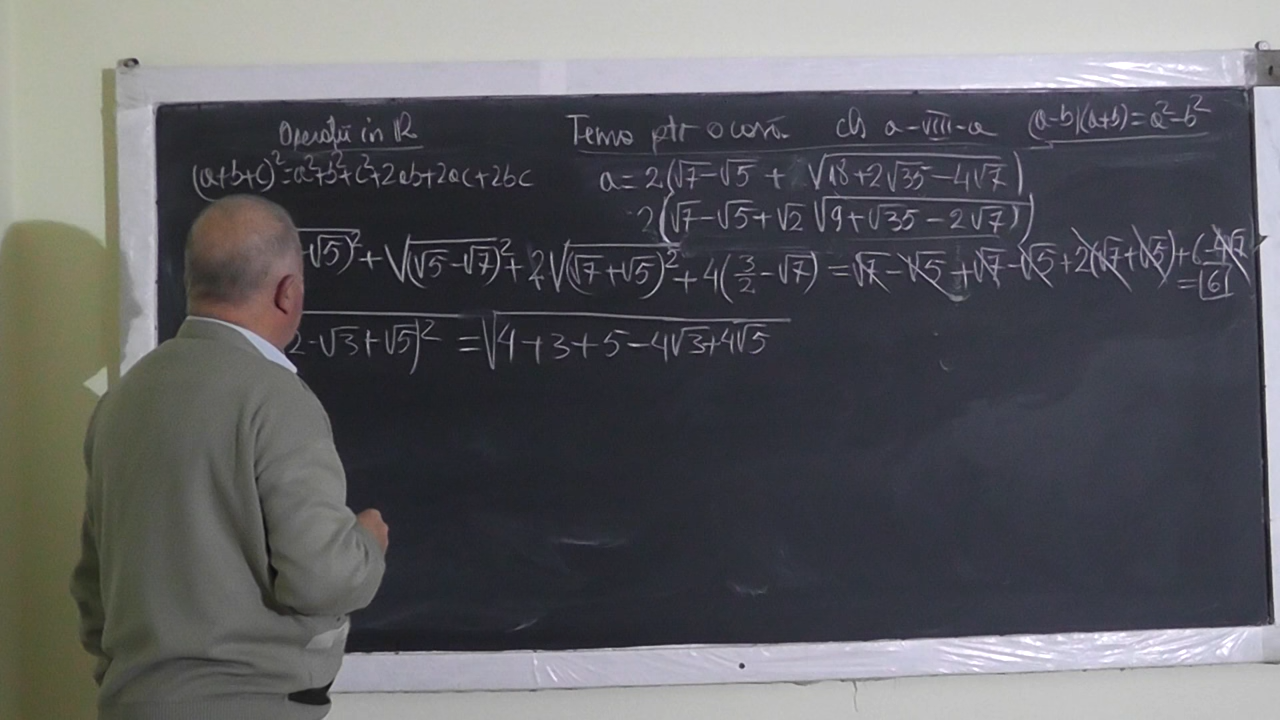 Operații in R
(a+b+c)²=a²+b²+c²+2ab+2ac+2bc
Temo ptr acasă cls a-VIII-a
(a-b)(a+b)=a²-b²
a=2(√7-√5+√(18+2√35-4√7))
2(√7-√5+√2√(9+√35-2√7))
-√5)²+√(√5-√7)²+2√(√7+√5)²+4(3/2-√7)=√7-√5+√7-√5+2(√7+√5)+6-4√7
=6
2-√3+√5)²=√4+3+5-4√3+4√5